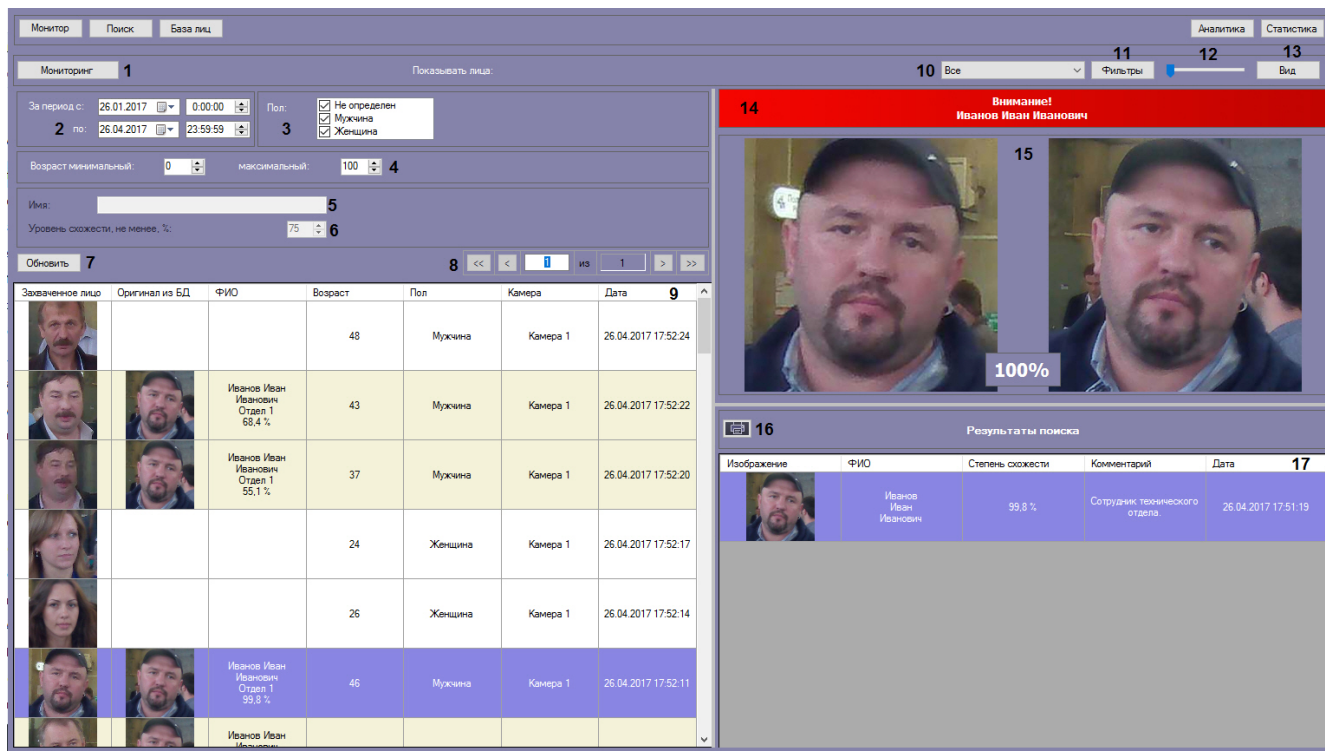 Монитор Поиск База лиц Аналитика Статистика
Мониторинг 1 Показывать лица: 10 Все 11 Фильтры 12 13 Вид
За период с: 26.01.2017 0:00:00 Пол: Не определен
Мужчина
2 по: 26.04.2017 23:59:59 3 Женщина
14 Внимание!
Иванов Иван Иванович
15
100%
Возраст минимальный: 0 максимальный: 100 4
Имя: 5
Уровень схожести, не менее, %: 75 6
Обновить 7 8 << < 1 из 1 > >>
Захваченное лицо Оригинал из БД ФИО Возраст Пол Камера Дата 9
48 Мужчина Камера 1 26.04.2017 17:52:24
Иванов Иван
Иванович
Отдел 1
68,4 %
43 Мужчина Камера 1 26.04.2017 17:52:22
Иванов Иван
Иванович
Отдел 1
55,1 %
37 Мужчина Камера 1 26.04.2017 17:52:20
24 Женщина Камера 1 26.04.2017 17:52:17
26 Женщина Камера 1 26.04.2017 17:52:14
Иванов Иван
Иванович
Отдел 1
99,8 %
46 Мужчина Камера 1 26.04.2017 17:52:11
Иванов Иван
16 Результаты поиска
Изображение ФИО Степень схожести Комментарий Дата 17
Иванов
Иван
Иванович
99,8 %
Сотрудник технического
отдела.
26.04.2017 17:51:19